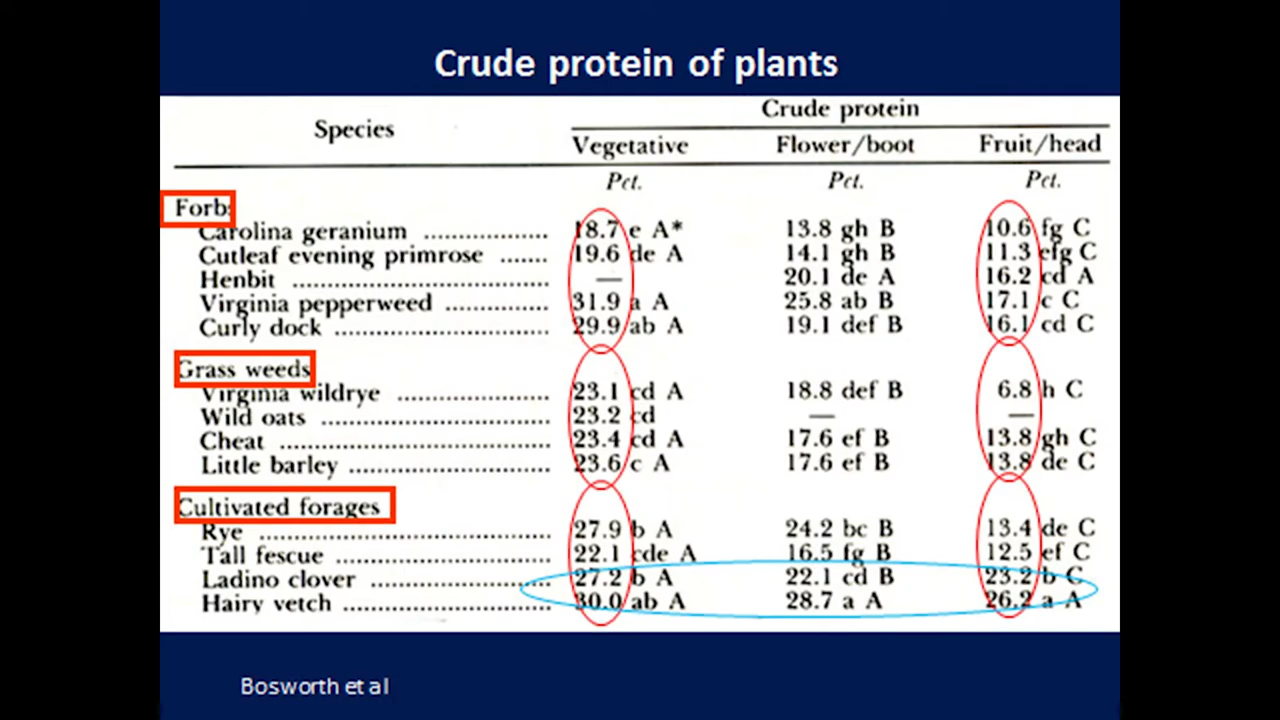 Crude protein of plants
Species
Crude protein
Vegetative Flower/boot Fruit/head
Pct. Pct. Pct.
Forbs
Carolina geranium ................ 18.7 e A* 13.8 gh B 10.6 fg C
Cutleaf evening primrose ....... 19.6 de A 14.1 gh B 11.3 efg C
Henbit ................................. — 20.1 de A 16.2 cd A
Virginia pepperweed ............. 31.9 a A 25.8 ab B 17.1 c C
Curly dock ........................... 29.9 ab A 19.1 def B 16.1 cd C
Grass weeds
Virginia wildrye .................... 23.1 cd A 18.8 def B 6.8 h C
Wild oats .............................. 23.2 cd — —
Cheat ................................... 23.4 cd A 17.6 ef B 13.8 gh C
Little barley .......................... 23.6 c A 17.6 ef B 13.8 de C
Cultivated forages
Rye ...................................... 27.9 b A 24.2 bc B 13.4 de C
Tall fescue ............................ 22.1 cde A 16.5 fg B 12.5 ef C
Ladino clover ....................... 27.2 b A 22.1 cd B 23.2 b C
Hairy vetch ........................... 30.0 ab A 28.7 a A 26.2 a A
Bosworth et al